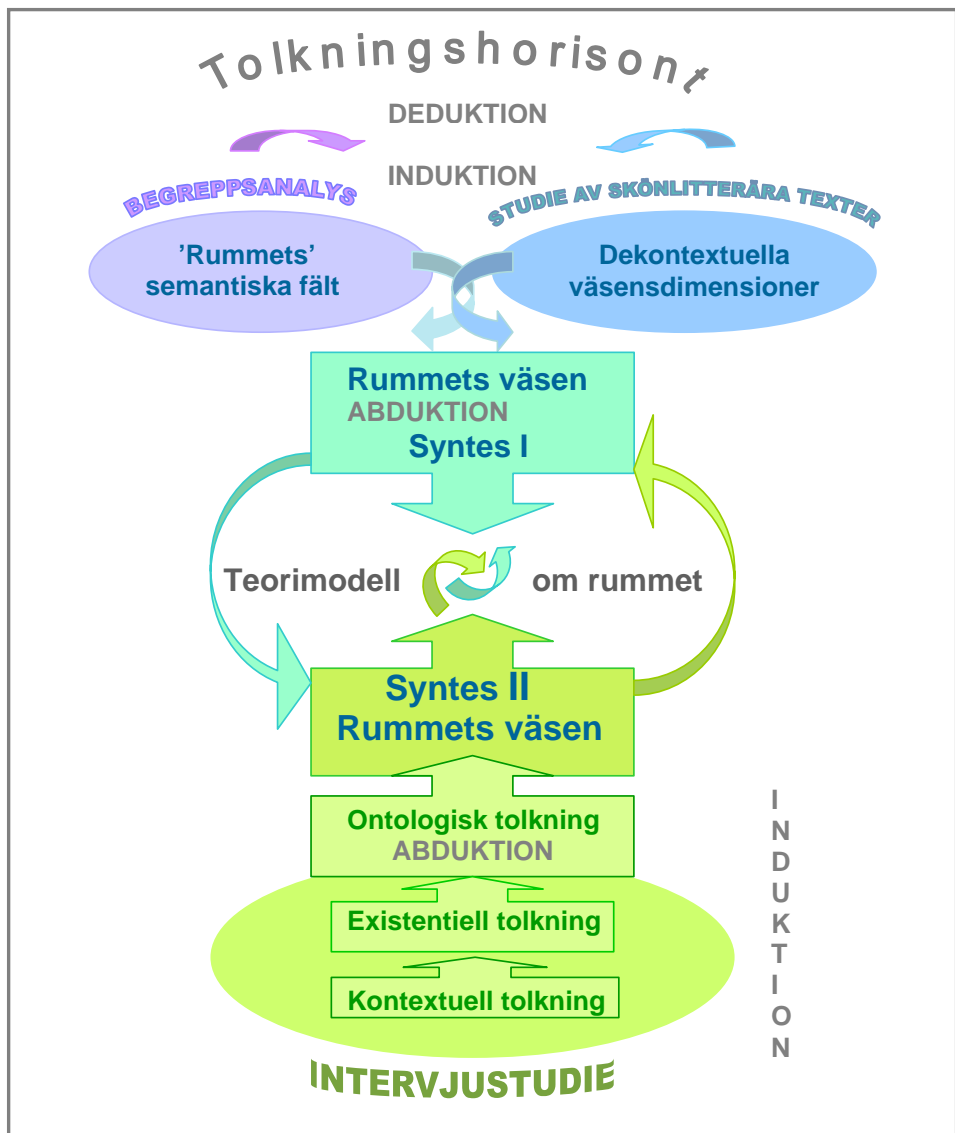 Tolkningshorisont
DEDUKTION
INDUKTION
BEGREPPSANALYS
STUDIE AV SKÖNLITTERÄRA TEXTER
’Rummets’
semantiska fält
Dekontextuella
väsensdimensioner
Rummets väsen
ABDUKTION
Syntes I
Teorimodell
om rummet
Syntes II
Rummets väsen
Ontologisk tolkning
ABDUKTION
Existentiell tolkning
Kontextuell tolkning
INTERVJUSTUDIE
INDUKTION